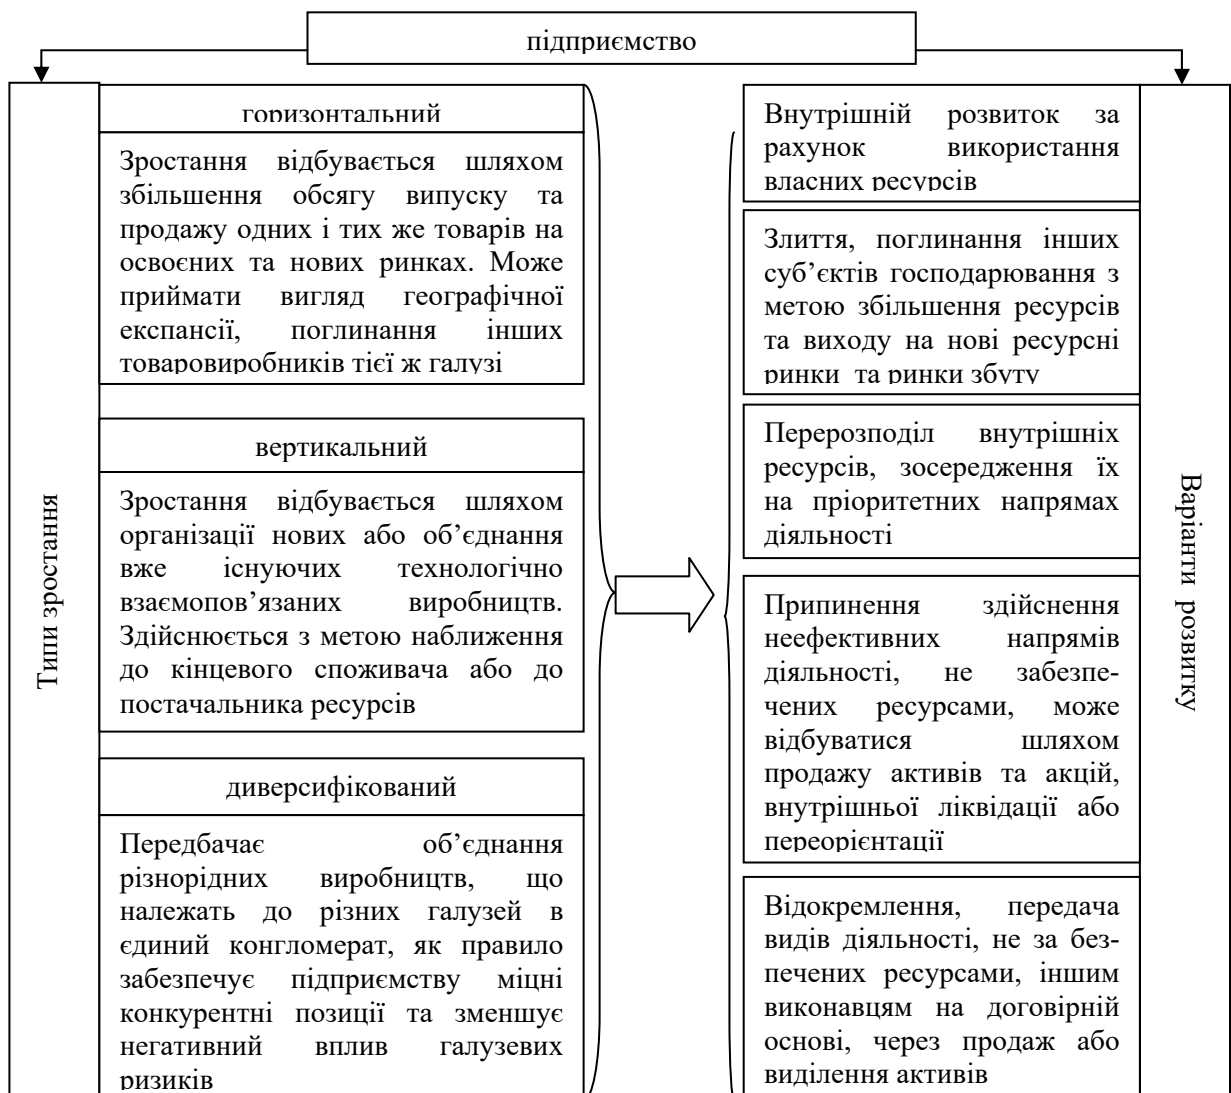 підприємство
Типи зростання
горизонтальний
Зростання відбувається шляхом
збільшення обсягу випуску та
продажу одних і тих же товарів на
освоєних та нових ринках. Може
приймати вигляд географічної
експансії, поглинання інших
товаровиробників тієї ж галузі
вертикальний
Зростання відбувається шляхом
організації нових або об’єднання
вже існуючих технологічно
взаємопов’язаних виробництв.
Здійснюється з метою наближення
до кінцевого споживача або до
постачальника ресурсів
диверсифікований
Передбачає об’єднання
різнорідних виробництв, що
належать до різних галузей в
єдиний конгломерат, як правило
забезпечує підприємству міцні
конкурентні позиції та зменшує
негативний вплив галузевих
ризиків
Внутрішній розвиток за
рахунок використання
власних ресурсів
Злиття, поглинання інших
суб’єктів господарювання з
метою збільшення ресурсів
та виходу на нові ресурсні
ринки та ринки збуту
Перерозподіл внутрішніх
ресурсів, зосередження їх
на пріоритетних напрямах
діяльності
Припинення здійснення
неефективних напрямів
діяльності, не забезпе-
чених ресурсами, може
відбуватися шляхом
продажу активів та акцій,
внутрішньої ліквідації або
переорієнтації
Відокремлення, передача
видів діяльності, не за без-
печених ресурсами, іншим
виконавцям на договірній
основі, через продаж або
виділення активів
Варіанти розвитку